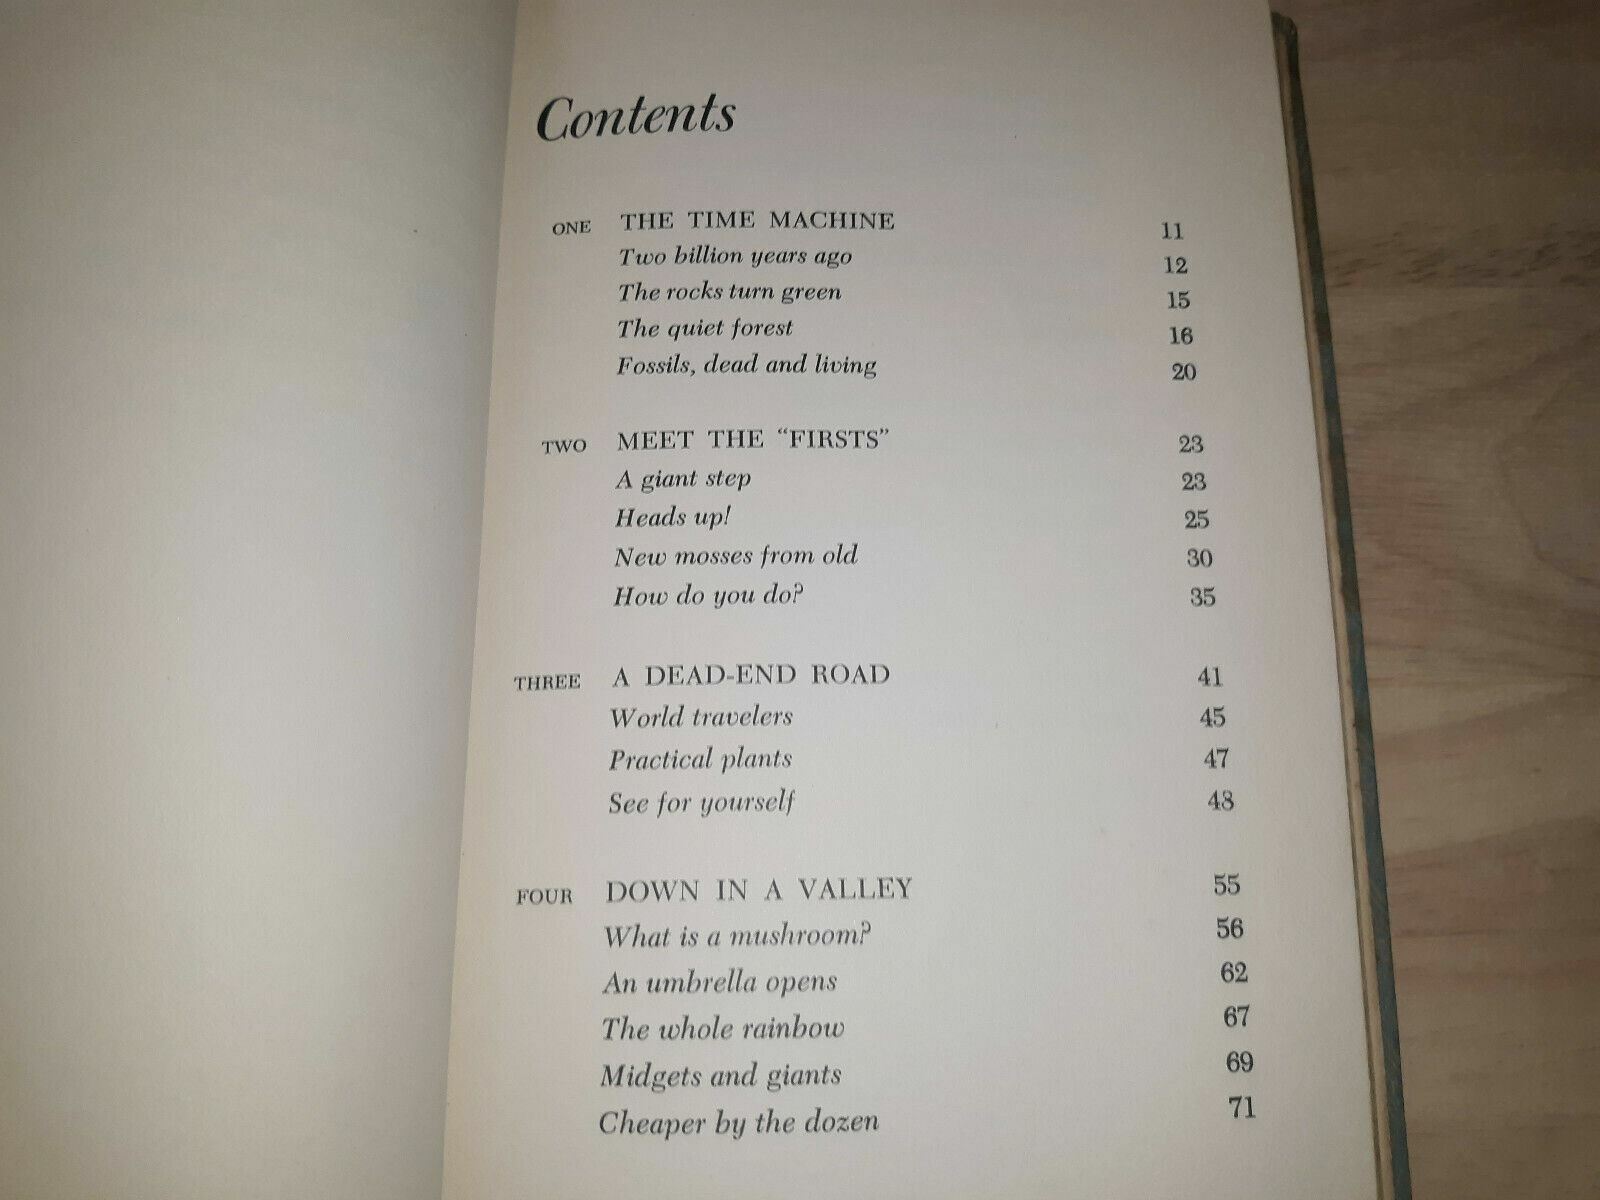 Contents
ONE THE TIME MACHINE 11
Two billion years ago 12
The rocks turn green 15
The quiet forest 16
Fossils, dead and living 20
TWO MEET THE “FIRSTS” 23
A giant step 23
Heads up! 25
New mosses from old 30
How do you do? 35
THREE A DEAD-END ROAD 41
World travelers 45
Practical plants 47
See for yourself 48
FOUR DOWN IN A VALLEY 55
What is a mushroom? 56
An umbrella opens 62
The whole rainbow 67
Midgets and giants 69
Cheaper by the dozen 71